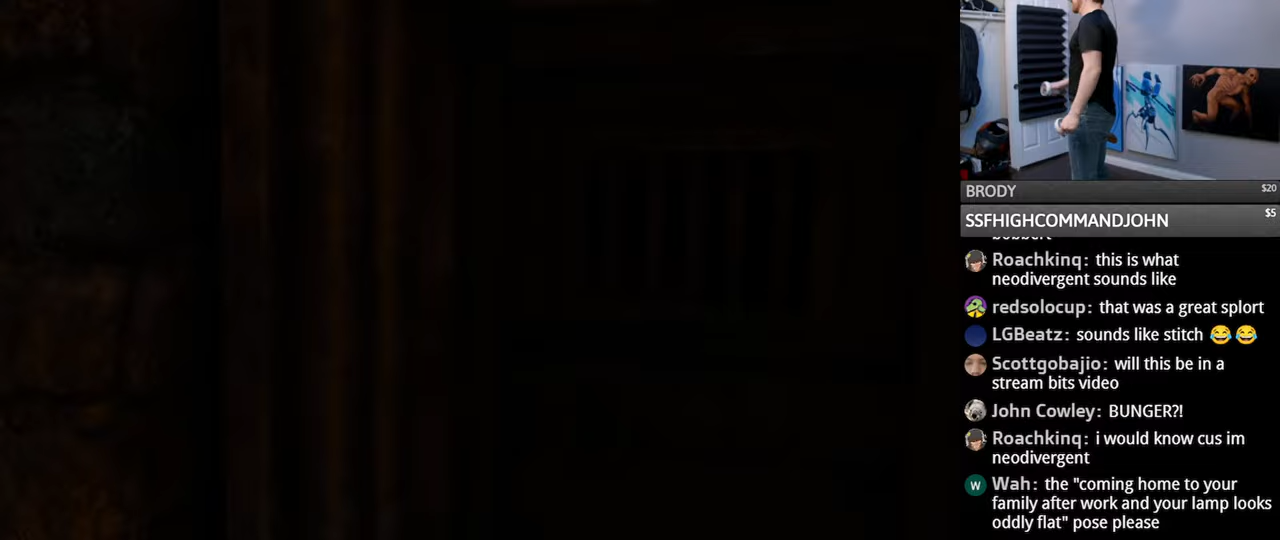 BRODY $20
SSFHIGHCOMMANDJOHN $5
Roachkinq: this is what
neodivergent sounds like
redsolocup: that was a great splort
LGBeatz: sounds like stitch 😂 😂
Scottgobajio: will this be in a
stream bits video
John Cowley: BUNGER?!
Roachkinq: i would know cus im
neodivergent
W Wah: the "coming home to your
family after work and your lamp looks
oddly flat" pose please